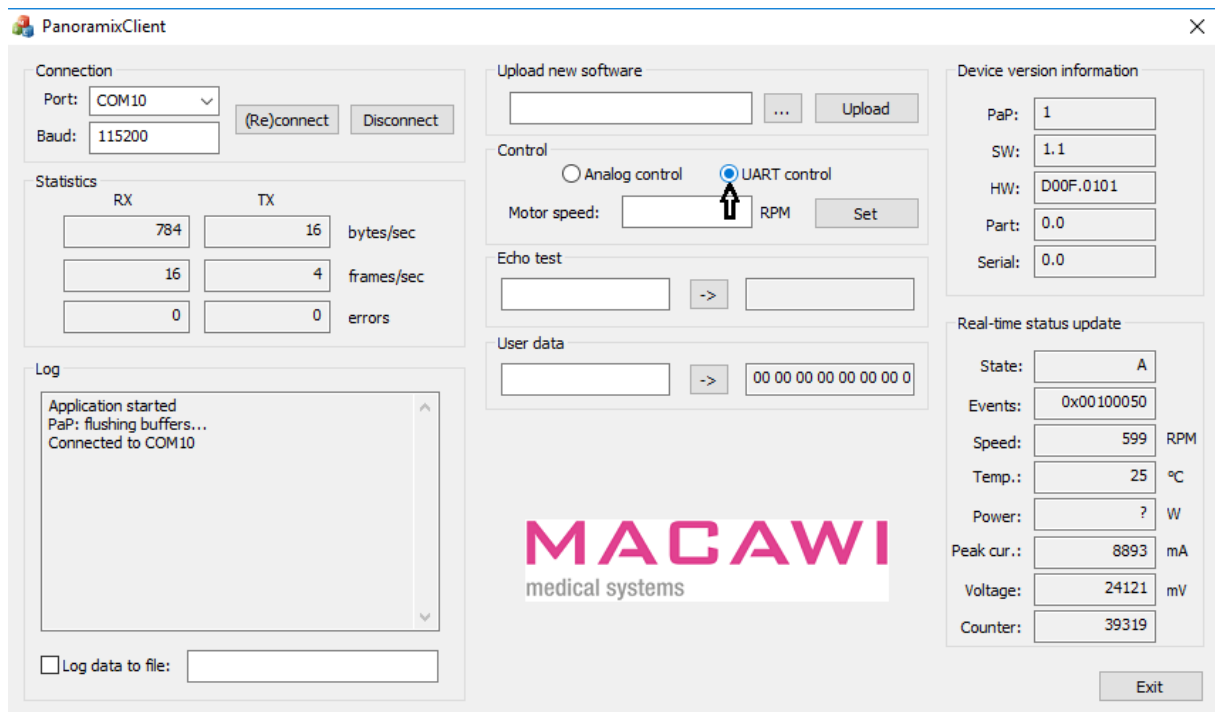 PanoramixClient
Connection
Port: COM10
Baud: 115200
(Re)connect
Disconnect
Statistics
RX TX
784 16 bytes/sec
16 4 frames/sec
0 0 errors
Log
Application started
PaP: flushing buffers...
Connected to COM10
Log data to file:
Upload new software
... Upload
Control
Analog control UART control
Motor speed: RPM Set
Echo test
->
User data
-> 00 00 00 00 00 00 00 0
MACAWI
medical systems
Device version information
PaP: 1
SW: 1.1
HW: D00F.0101
Part: 0.0
Serial: 0.0
Real-time status update
State: A
Events: 0x00100050
Speed: 599 RPM
Temp.: 25 ºC
Power: ? W
Peak cur.: 8893 mA
Voltage: 24121 mV
Counter: 39319
Exit